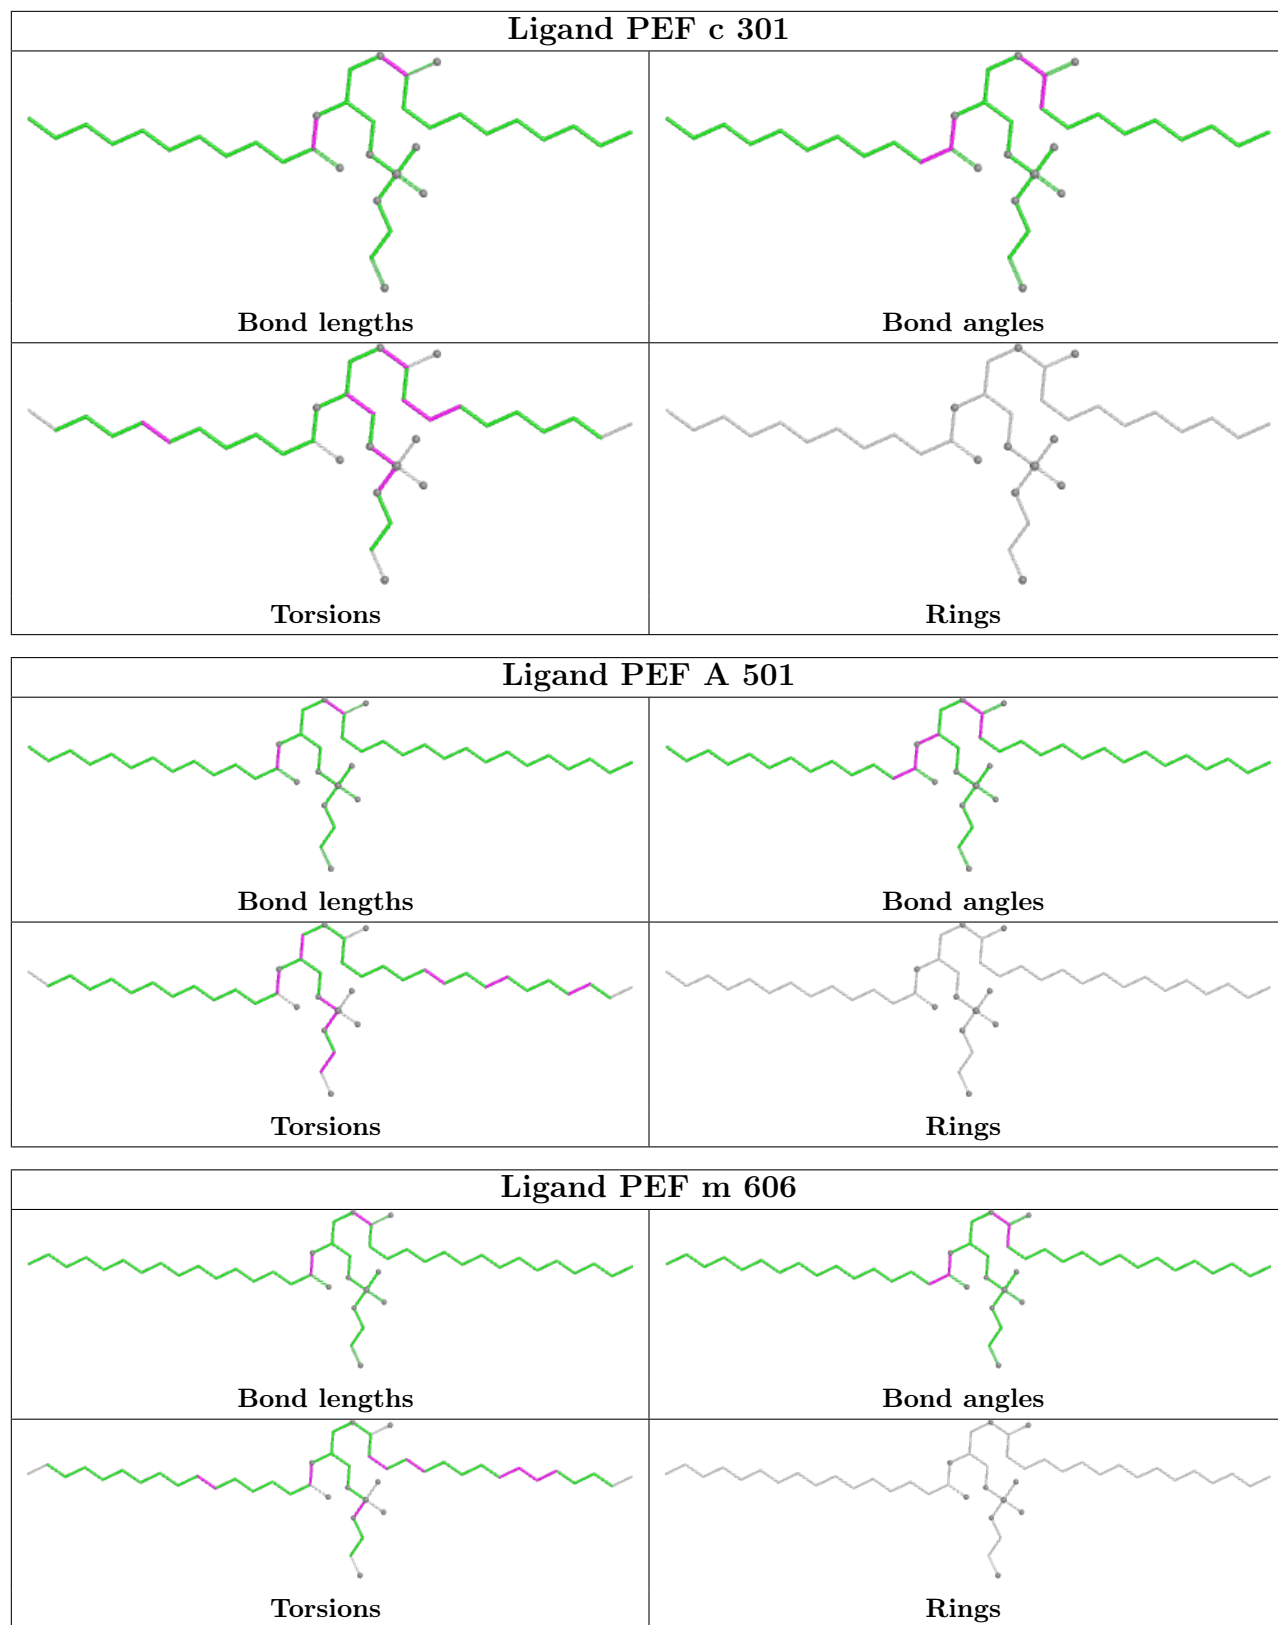 Ligand PEF c 301
Bond lengths
Bond angles
Torsions
Rings
Ligand PEF A 501
Bond lengths
Bond angles
Torsions
Rings
Ligand PEF m 606
Bond lengths
Bond angles
Torsions
Rings